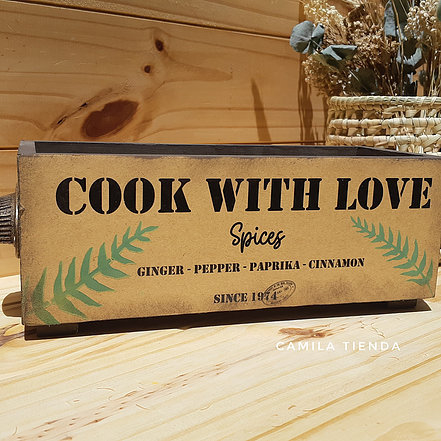 COOK WITH LOVE
Spices
GINGER - PEPPER - PAPRIKA - CINNAMON
SINCE 1974
CAMILA TIENDA